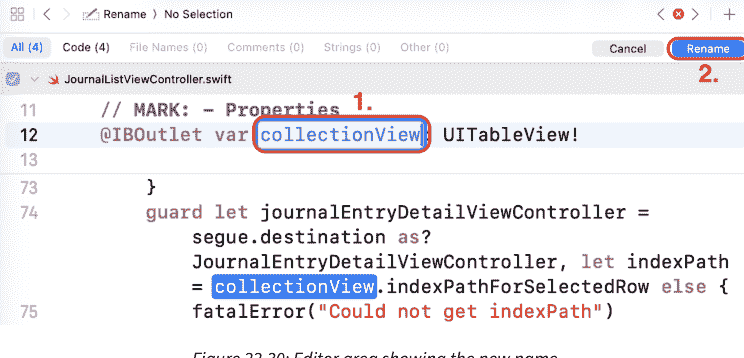 Rename 〉 No Selection
All (4) Code (4) File Names (0) Comments (0) Strings (0) Other (0) Cancel Rename
2.
JournalListViewController.swift
1.
11 // MARK: - Properties
12 @IBOutlet var collectionView: UITableView!
13
73 }
74 guard let journalEntryDetailViewController =
segue.destination as?
JournalEntryDetailViewController, let indexPath
= collectionView.indexPathForSelectedRow else {
75 fatalError("Could not get indexPath")